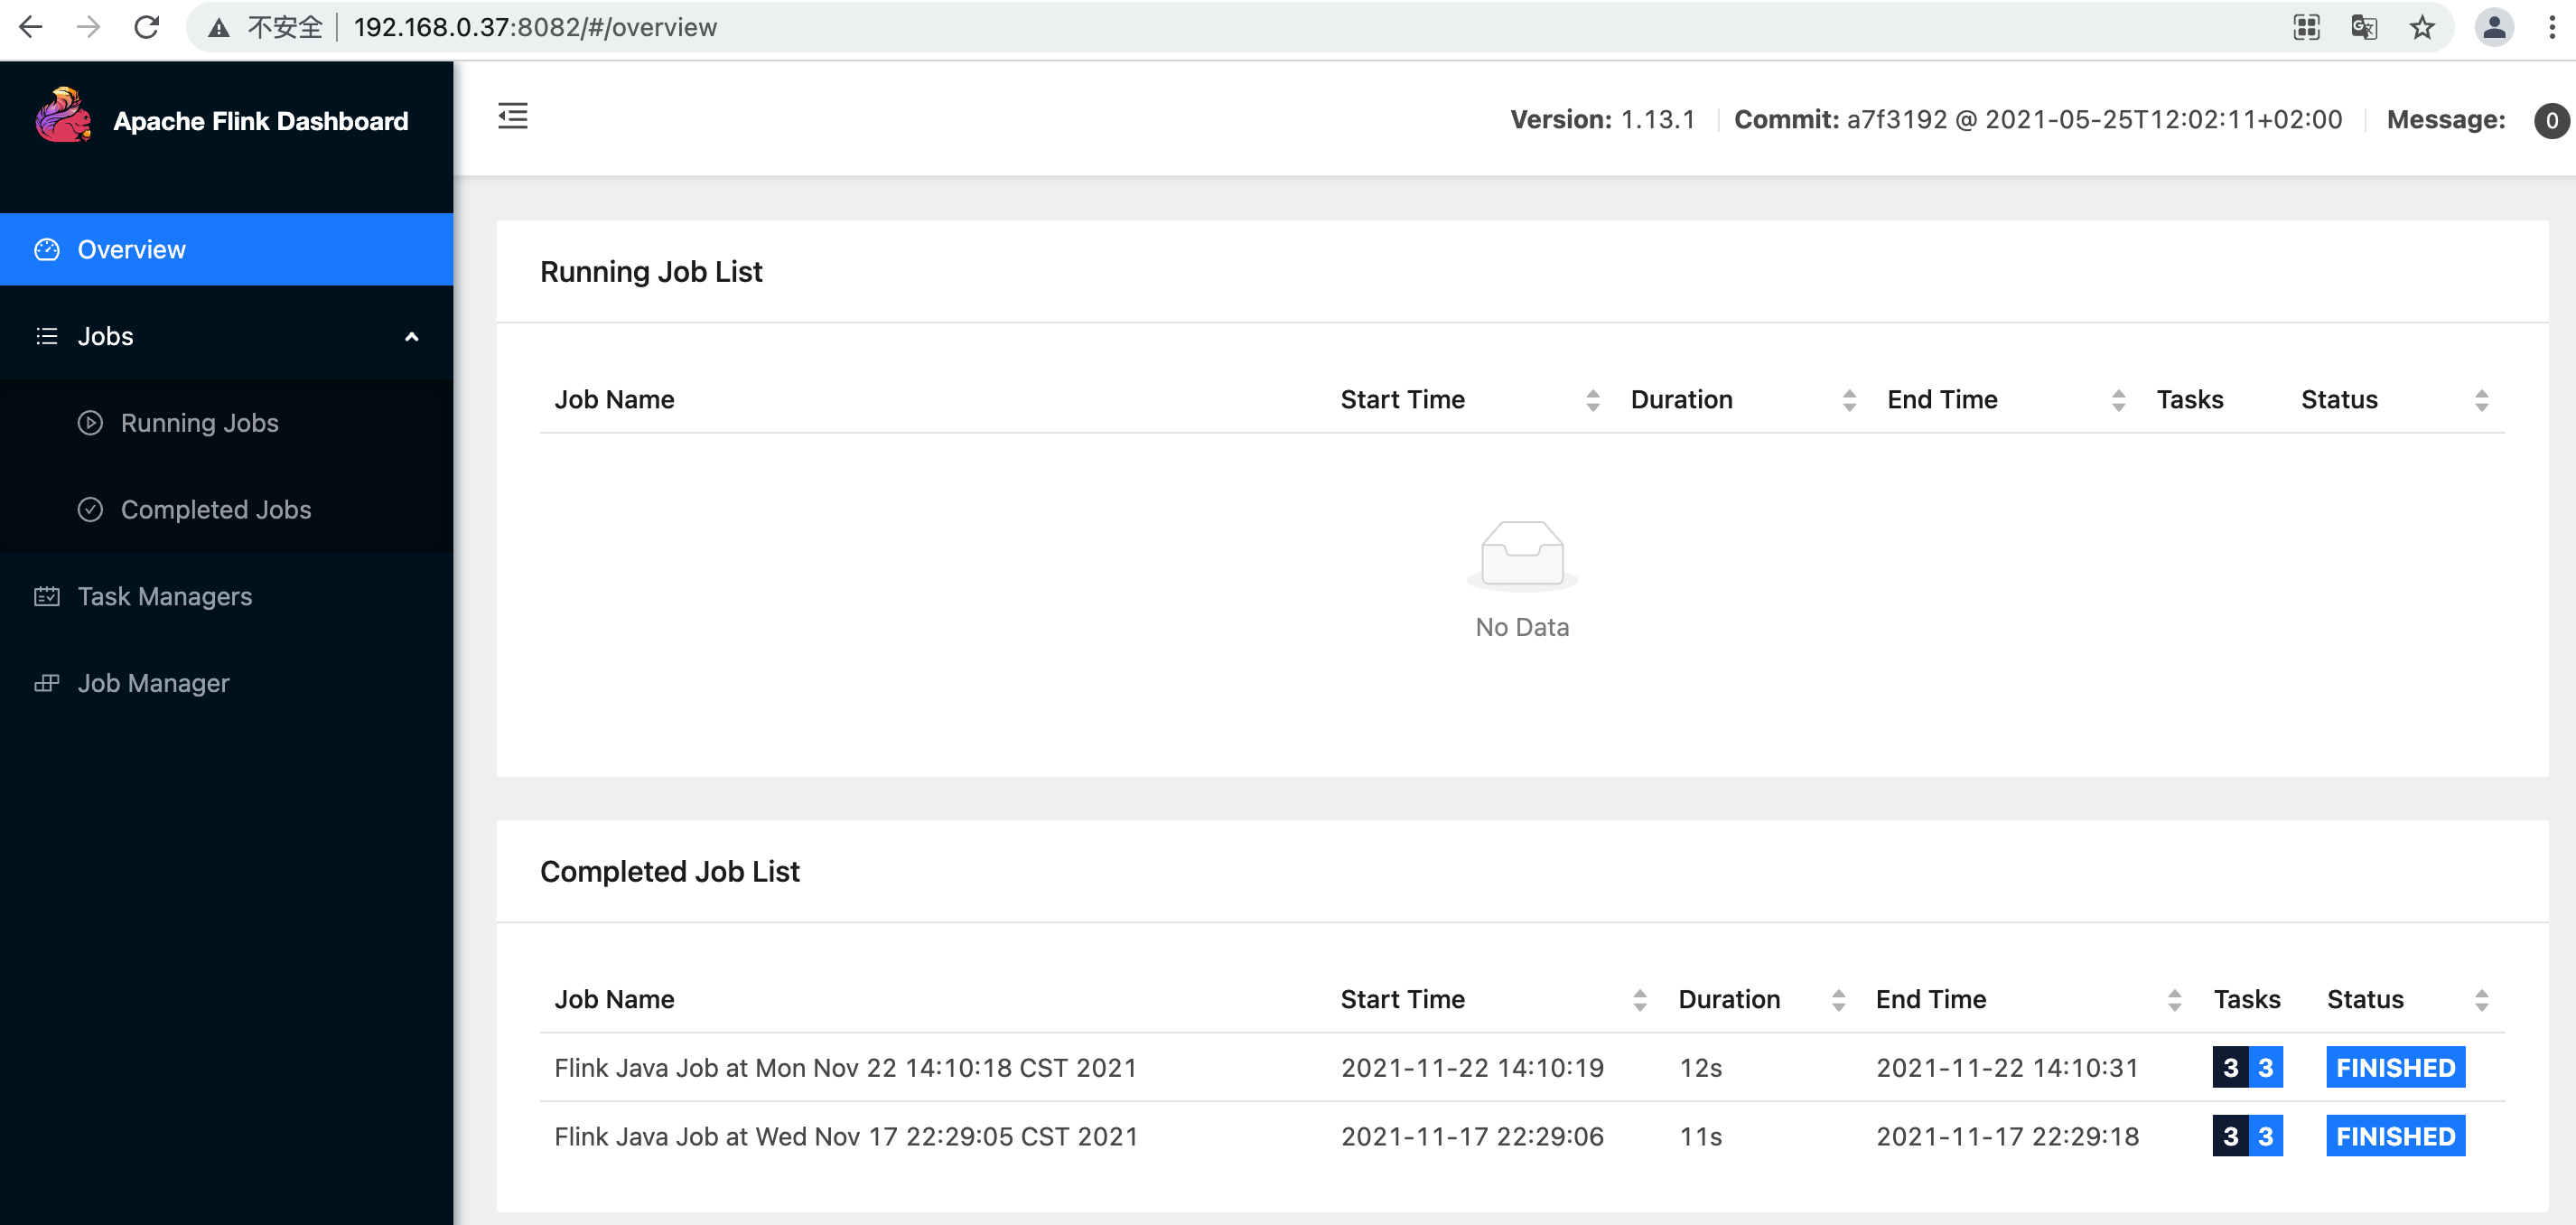 不安全 192.168.0.37:8082/#/overview
Apache Flink Dashboard
Version: 1.13.1 Commit: a7f3192 @ 2021-05-25T12:02:11+02:00 Message: 0
Overview
Jobs
Running Jobs
Completed Jobs
Task Managers
Job Manager
Running Job List
Job Name Start Time Duration End Time Tasks Status
No Data
Completed Job List
Job Name Start Time Duration End Time Tasks Status
Flink Java Job at Mon Nov 22 14:10:18 CST 2021 2021-11-22 14:10:19 12s 2021-11-22 14:10:31 3 3 FINISHED
Flink Java Job at Wed Nov 17 22:29:05 CST 2021 2021-11-17 22:29:06 11s 2021-11-17 22:29:18 3 3 FINISHED